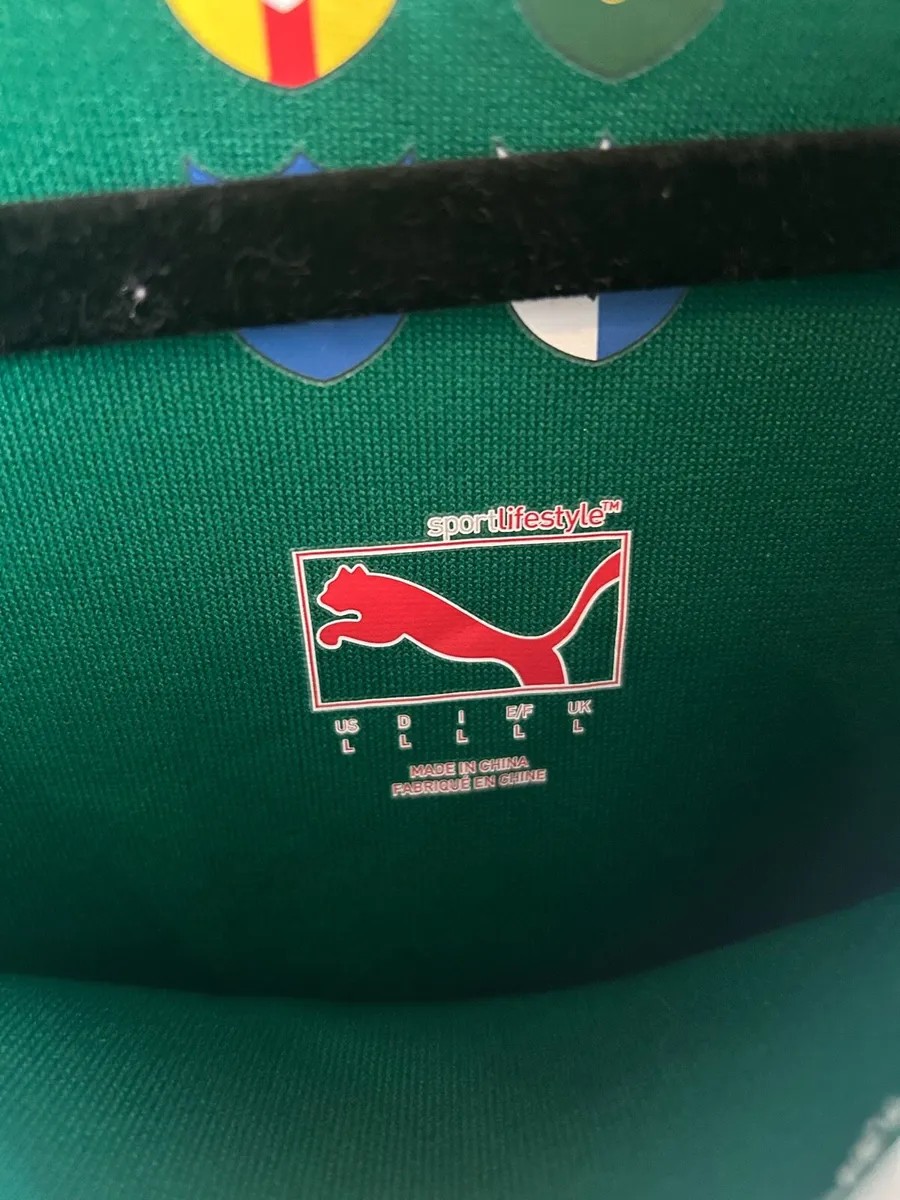 sportlifestyle™
US D I E/F UK
L L L L L
MADE IN CHINA
FABRIQUÉ EN CHINE